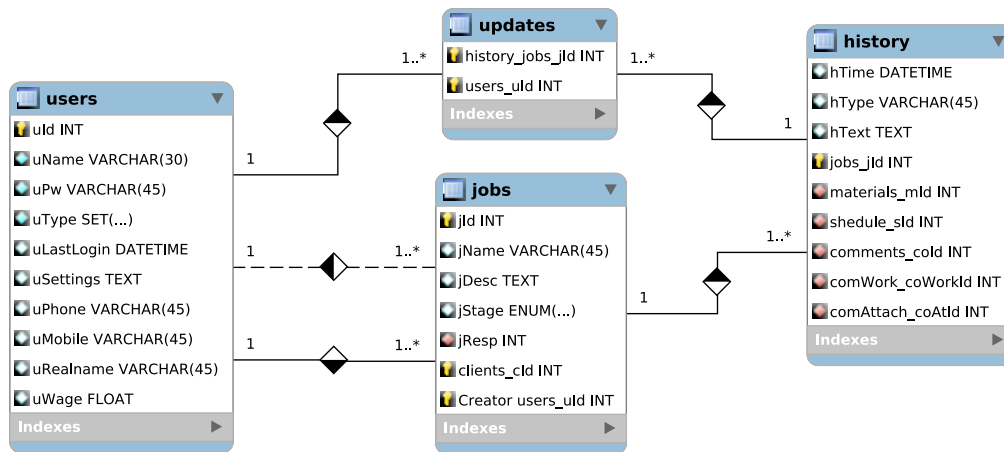 users
uId INT
uName VARCHAR(30)
uPw VARCHAR(45)
uType SET(...)
uLastLogin DATETIME
uSettings TEXT
uPhone VARCHAR(45)
uMobile VARCHAR(45)
uRealname VARCHAR(45)
uWage FLOAT
Indexes
1
1..*
1
1..*
1
1..*
updates
history_jobs_jId INT
users_uId INT
Indexes
1..*
1
jobs
jId INT
jName VARCHAR(45)
jDesc TEXT
jStage ENUM(...)
jResp INT
clients_cId INT
Creator users_uId INT
Indexes
1
1..*
history
hTime DATETIME
hType VARCHAR(45)
hText TEXT
jobs_jId INT
materials_mId INT
shedule_sId INT
comments_coId INT
comWork_coWorkId INT
comAttach_coAtId INT
Indexes